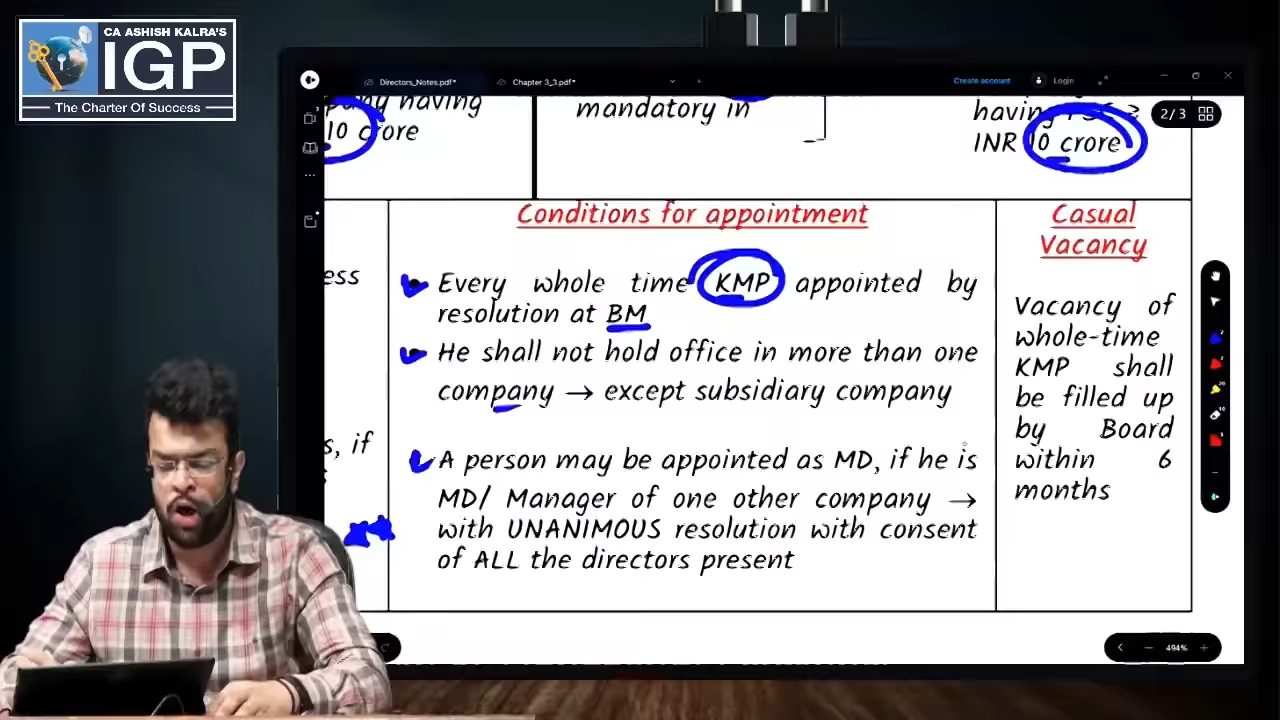 CA ASHISH KALRA'S
IGP
The Charter Of Success
Directors_Notes.pdf*
Chapter 3_3.pdf*
Create account
Login
having
10 crore
mandatory in
having
INR 10 crore
2/3
ess
s, if
Conditions for appointment
Every whole time KMP appointed by
resolution at BM
He shall not hold office in more than one
company → except subsidiary company
A person may be appointed as MD, if he is
MD/ Manager of one other company →
with UNANIMOUS resolution with consent
of ALL the directors present
Casual
Vacancy
Vacancy of
whole-time
KMP shall
be filled up
by Board
within 6
months
494%